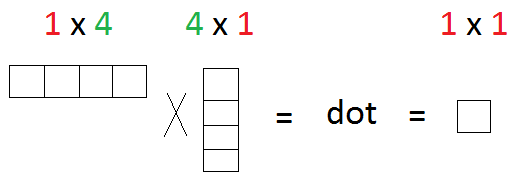 1 x 4 4 x 1 1 x 1
X = dot =